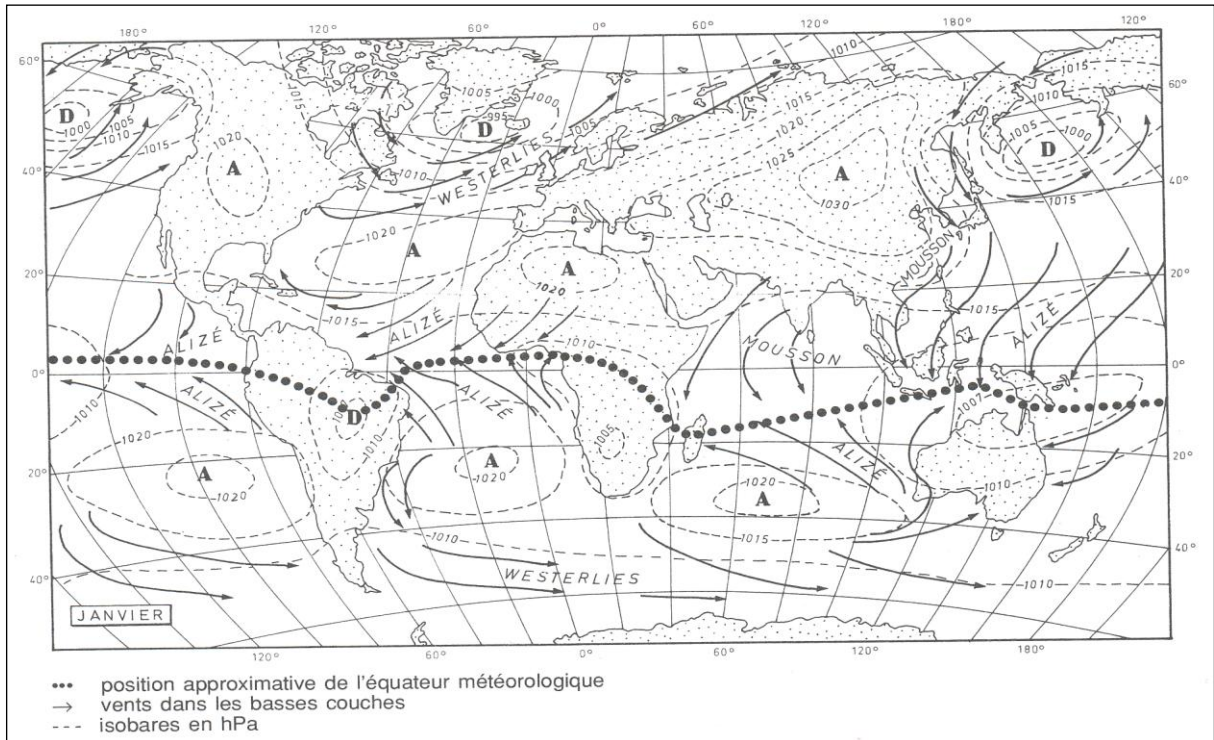 180° 120° 60° 0° 60° 120° 180° 120°
60° 1015 1005 1000 1010 1015 60°
D 1000 1005 1010 1015 995 D 1005 1015 1010
1020 A 1020 1025 A 1030 1005 1000 D
40° 1010 WESTERLIES 1015 40°
1020 A A 1020 MOUSSON
20° 1015 1015 20°
ALIZÉ ALIZÉ 1010 MOUSSON ALIZÉ
0° 0°
1010 ALIZÉ D 1010 ALIZÉ 1005 ALIZÉ 1007
1020 A 1020 A 1020 1020 A 1010
20° 20°
1010 1015
40° WESTERLIES 1010 40°
JANVIER
120° 60° 0° 60° 120° 180°
position approximative de l'équateur météorologique
vents dans les basses couches
isobares en hPa